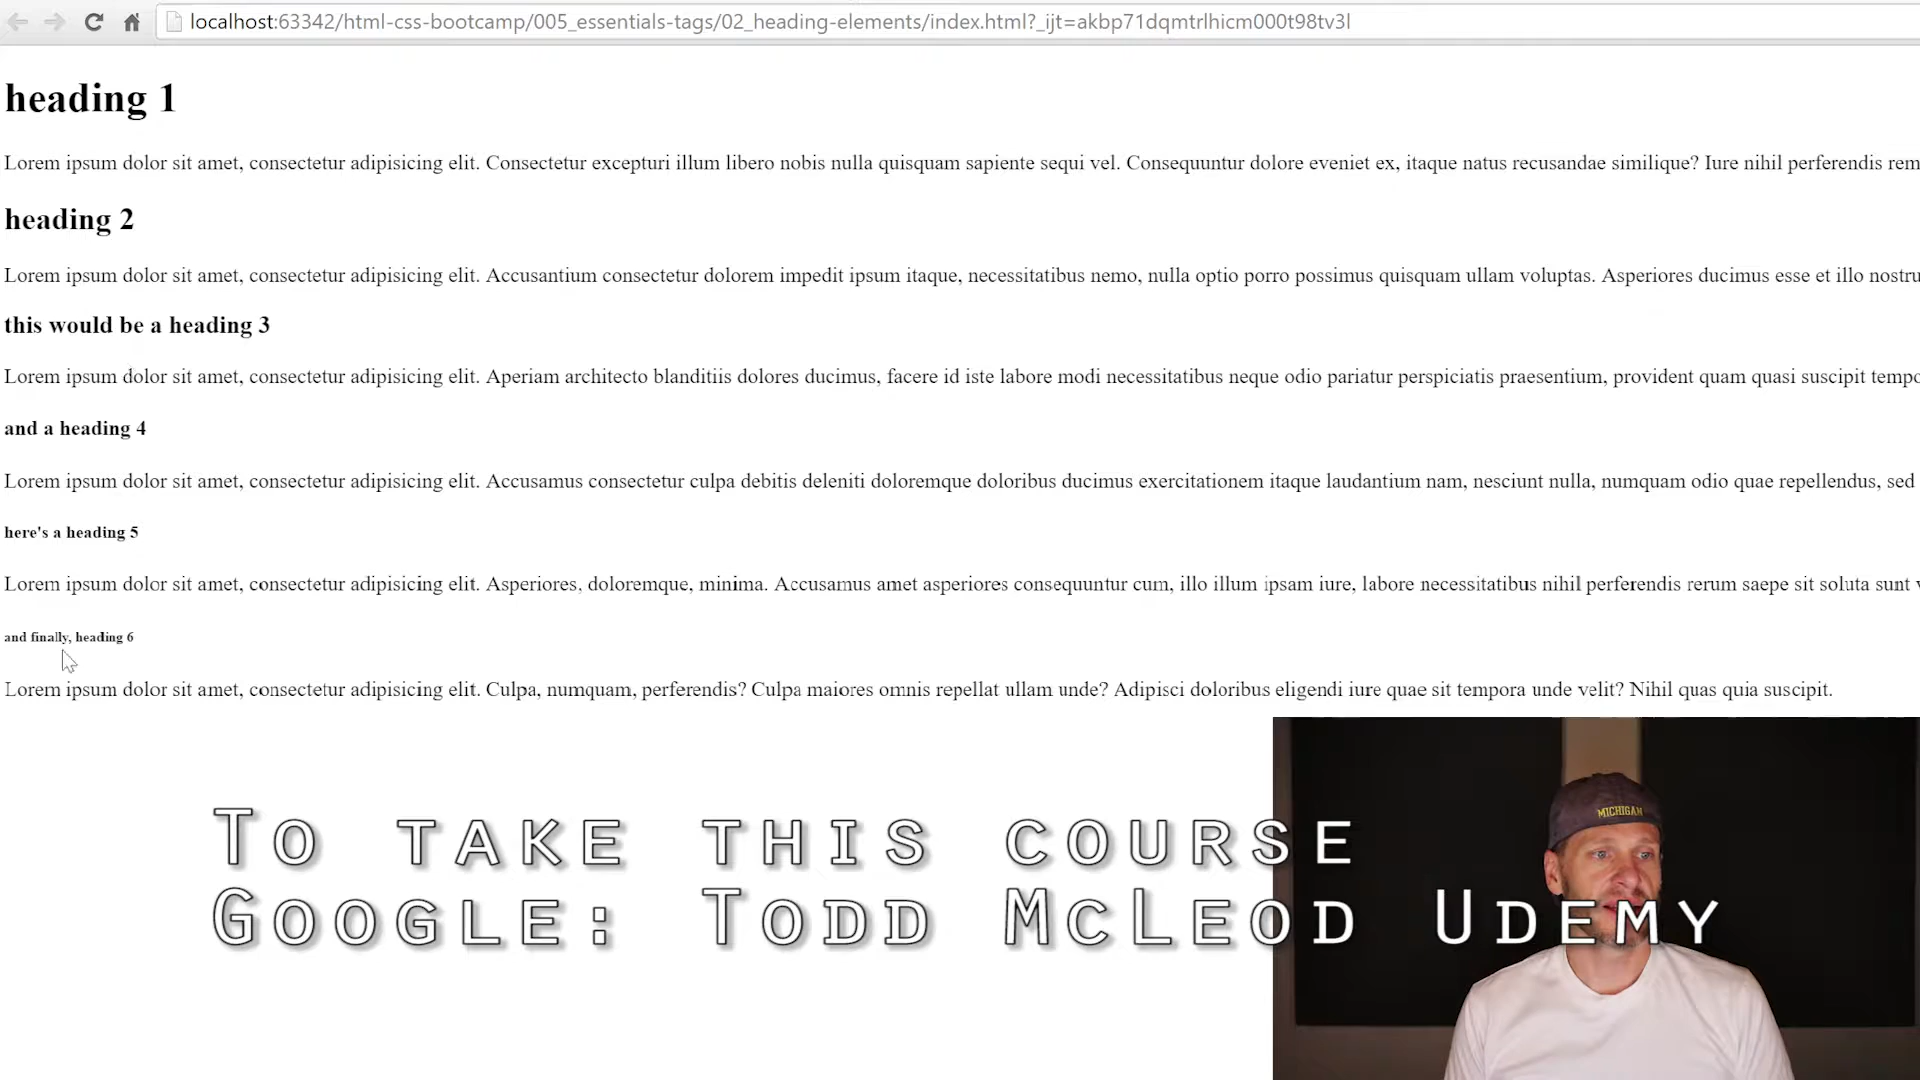 localhost:63342/html-css-bootcamp/005_essentials-tags/02_heading-elements/index.html?_ijt=akbp71dqmtrlhicm000t98tv3l
heading 1
Lorem ipsum dolor sit amet, consectetur adipisicing elit. Consectetur excepturi illum libero nobis nulla quisquam sapiente sequi vel. Consequuntur dolore eveniet ex, itaque natus recusandae similique? Iure nihil perferendis rem
heading 2
Lorem ipsum dolor sit amet, consectetur adipisicing elit. Accusantium consectetur dolorem impedit ipsum itaque, necessitatibus nemo, nulla optio porro possimus quisquam ullam voluptas. Asperiores ducimus esse et illo nostru
this would be a heading 3
Lorem ipsum dolor sit amet, consectetur adipisicing elit. Aperiam architecto blanditiis dolores ducimus, facere id iste labore modi necessitatibus neque odio pariatur perspiciatis praesentium, provident quam quasi suscipit tempo
and a heading 4
Lorem ipsum dolor sit amet, consectetur adipisicing elit. Accusamus consectetur culpa debitis deleniti doloremque doloribus ducimus exercitationem itaque laudantium nam, nesciunt nulla, numquam odio quae repellendus, sed
here's a heading 5
Lorem ipsum dolor sit amet, consectetur adipisicing elit. Asperiores, doloremque, minima. Accusamus amet asperiores consequuntur cum, illo illum ipsam iure, labore necessitatibus nihil perferendis rerum saepe sit soluta sunt v
and finally, heading 6
Lorem ipsum dolor sit amet, consectetur adipisicing elit. Culpa, numquam, perferendis? Culpa maiores omnis repellat ullam unde? Adipisci doloribus eligendi iure quae sit tempora unde velit? Nihil quas quia suscipit.
MICHIGAN
To take this course
Google: Todd McLeod Udemy